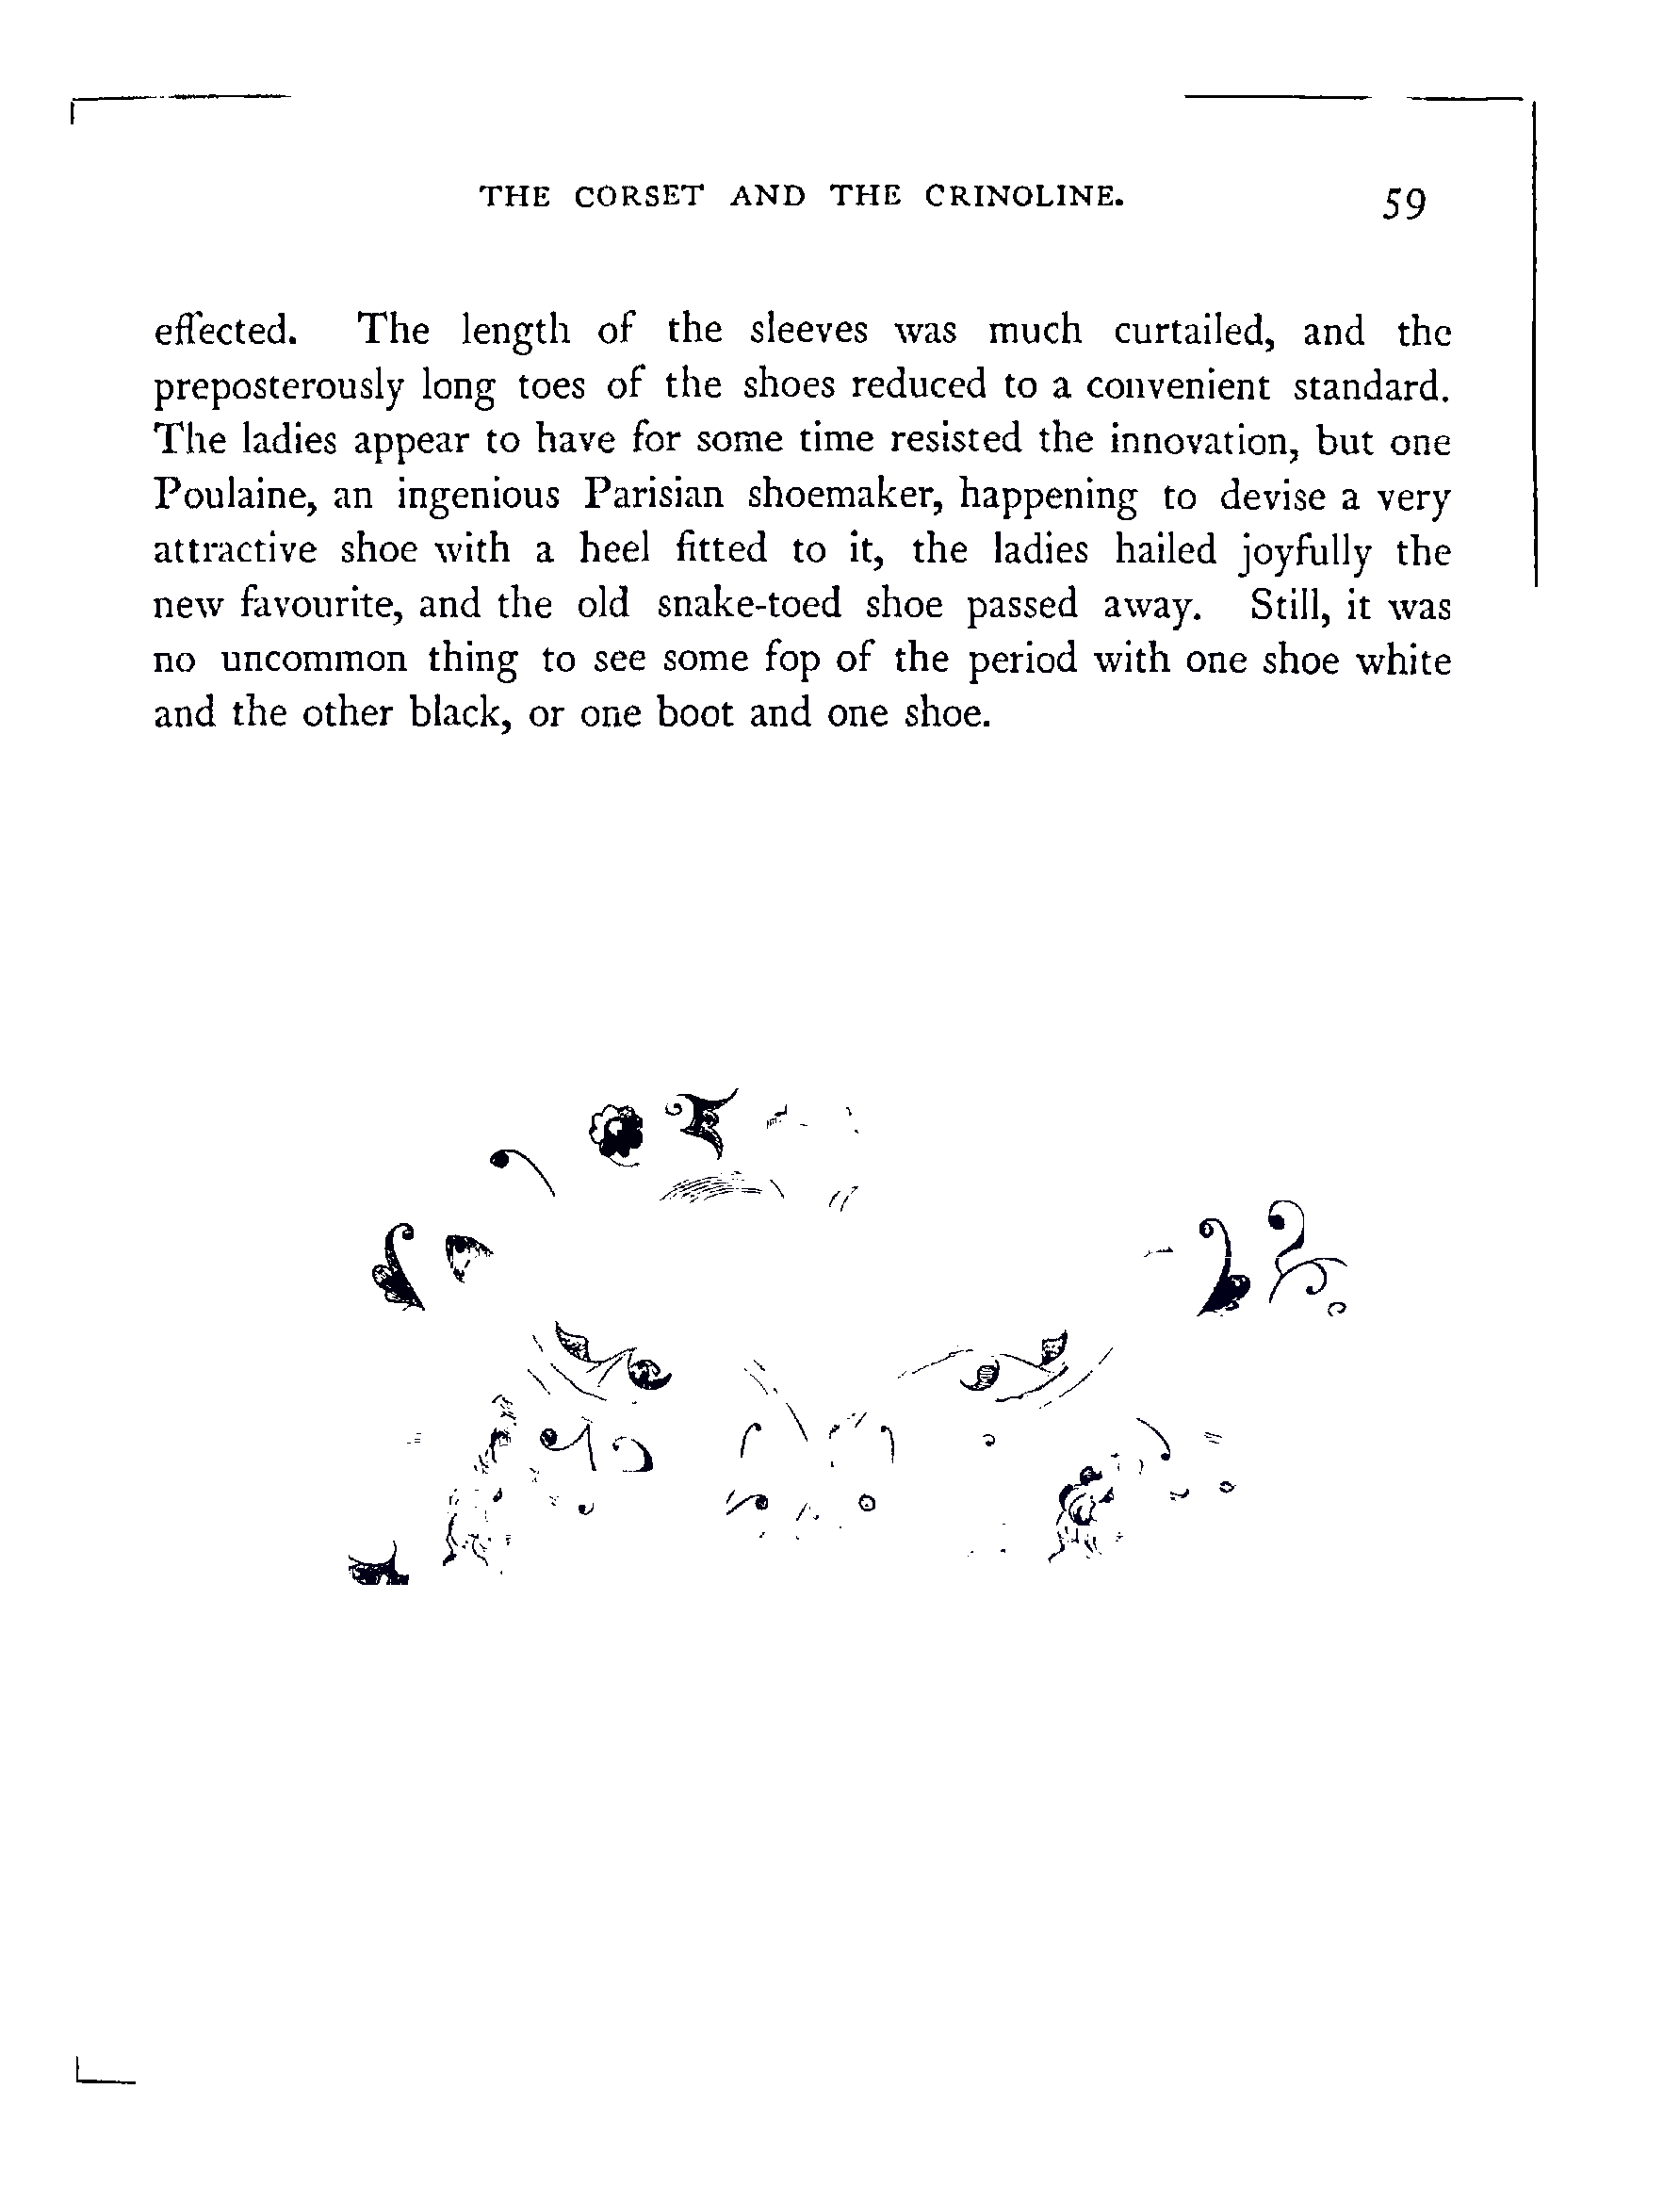 THE CORSET AND THE CRINOLINE. 59
effected. The length of the sleeves was much curtailed, and the
preposterously long toes of the shoes reduced to a convenient standard.
The ladies appear to have for some time resisted the innovation, but one
Poulaine, an ingenious Parisian shoemaker, happening to devise a very
attractive shoe with a heel fitted to it, the ladies hailed joyfully the
new favourite, and the old snake-toed shoe passed away. Still, it was
no uncommon thing to see some fop of the period with one shoe white
and the other black, or one boot and one shoe.